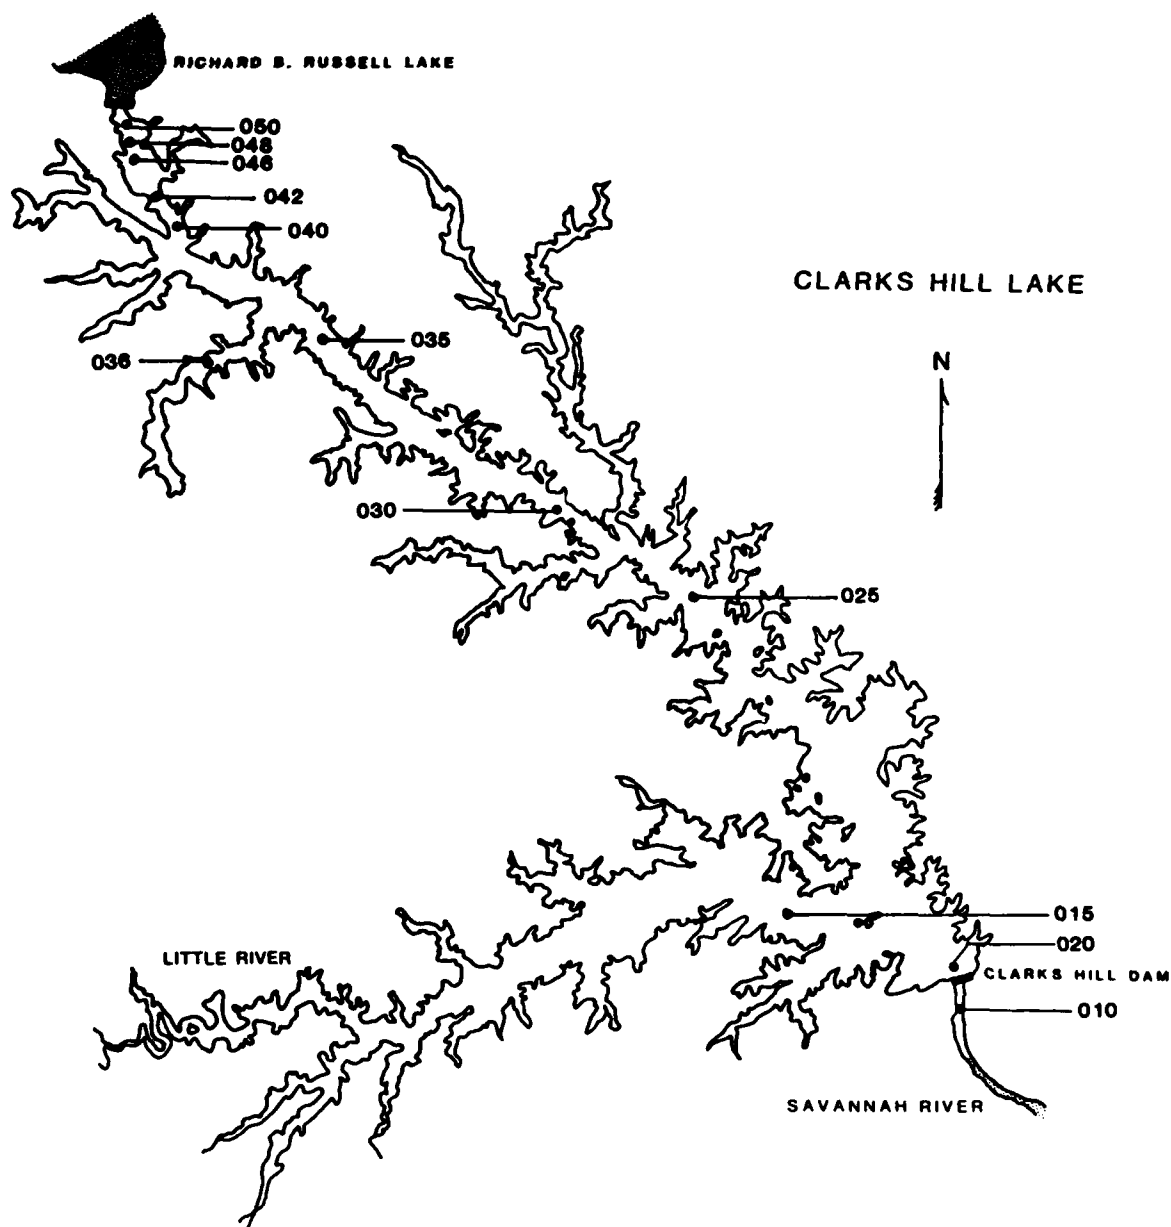 RICHARD B. RUSSELL LAKE
050
048
046
042
040
CLARKS HILL LAKE
N
035
036
030
025
015
020
LITTLE RIVER
CLARKS HILL DAM
010
SAVANNAH RIVER